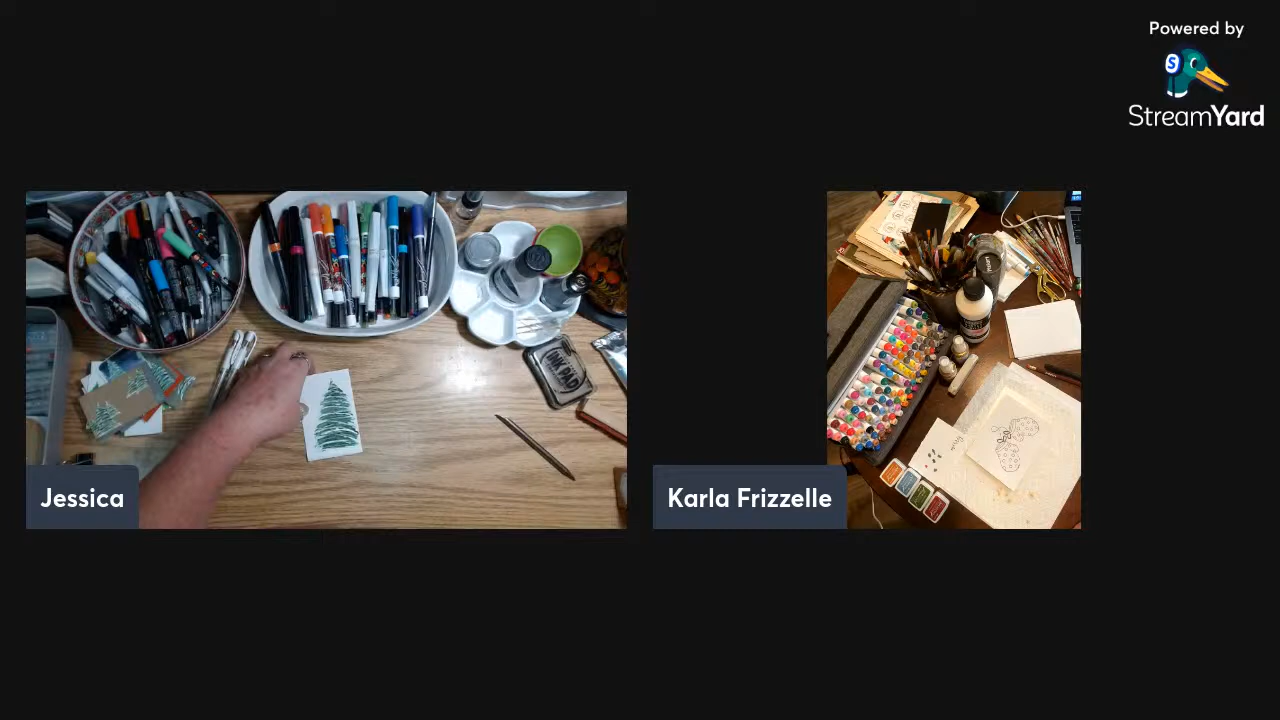 Powered by
S
StreamYard
INK PAD
Jessica
Karla Frizzelle